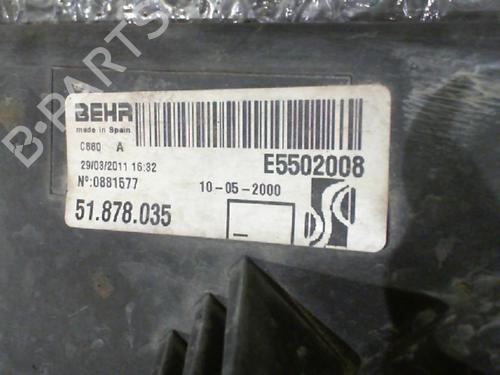 BEHR
made in Spain
C880 A
29/03/2011 16:32
E5502008
Nº:0881577
10-05-2000
51.878.035
B-PARTS